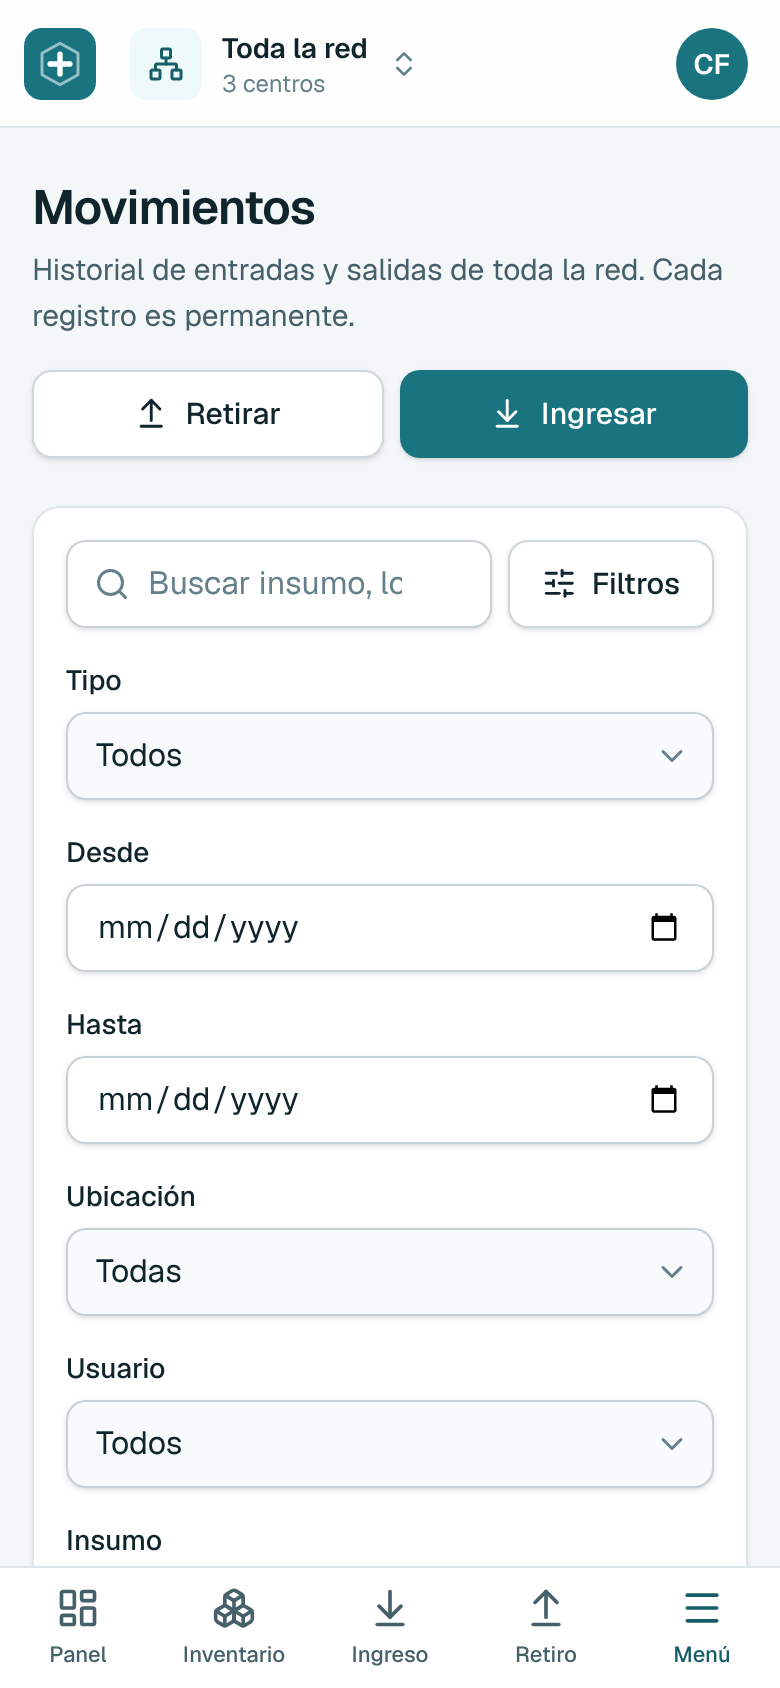 Toda la red
3 centros
CF
Movimientos
Historial de entradas y salidas de toda la red. Cada
registro es permanente.
Retirar
Ingresar
Buscar insumo, lo
Filtros
Tipo
Todos
Desde
mm/dd/yyyy
Hasta
mm/dd/yyyy
Ubicación
Todas
Usuario
Todos
Insumo
Panel
Inventario
Ingreso
Retiro
Menú